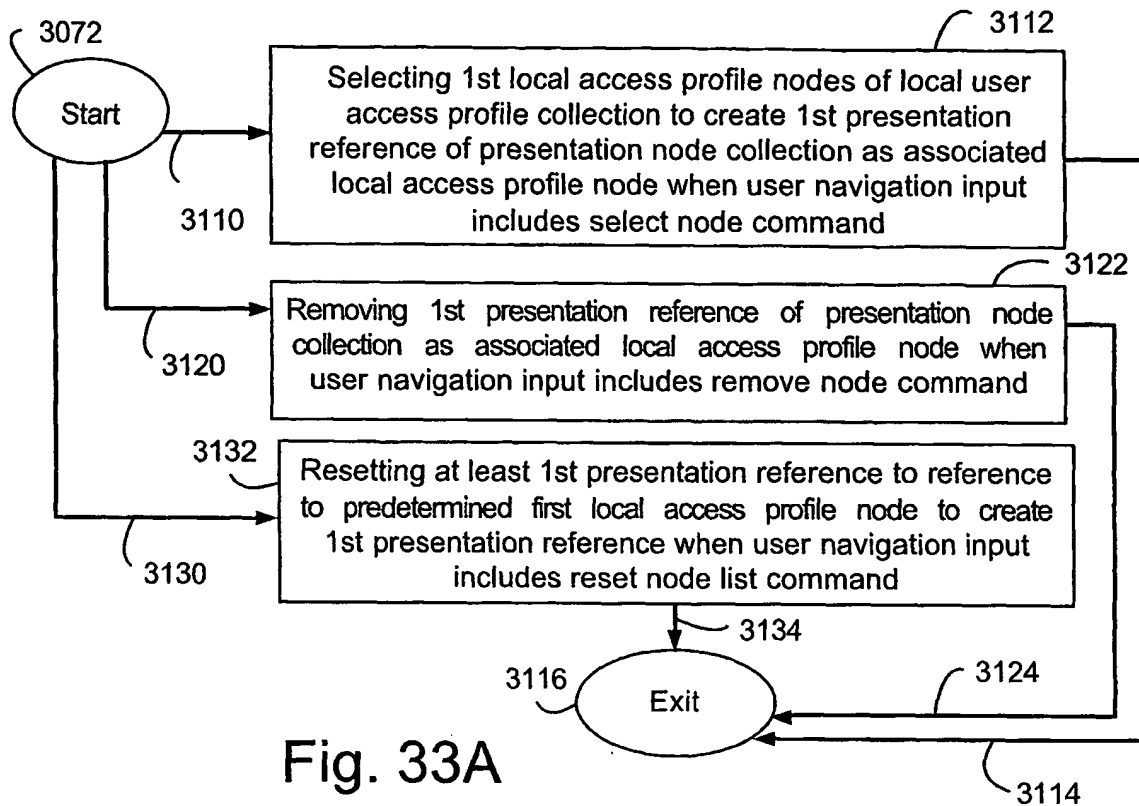 3072
3112
Start
Selecting 1st local access profile nodes of local user
access profile collection to create 1st presentation
reference of presentation node collection as associated
local access profile node when user navigation input
includes select node command
3110
3122
Removing 1st presentation reference of presentation node
collection as associated local access profile node when
user navigation input includes remove node command
3120
3132
Resetting at least 1st presentation reference to reference
to predetermined first local access profile node to create
1st presentation reference when user navigation input
includes reset node list command
3130
3134
3116
Exit
3124
3114
Fig. 33A